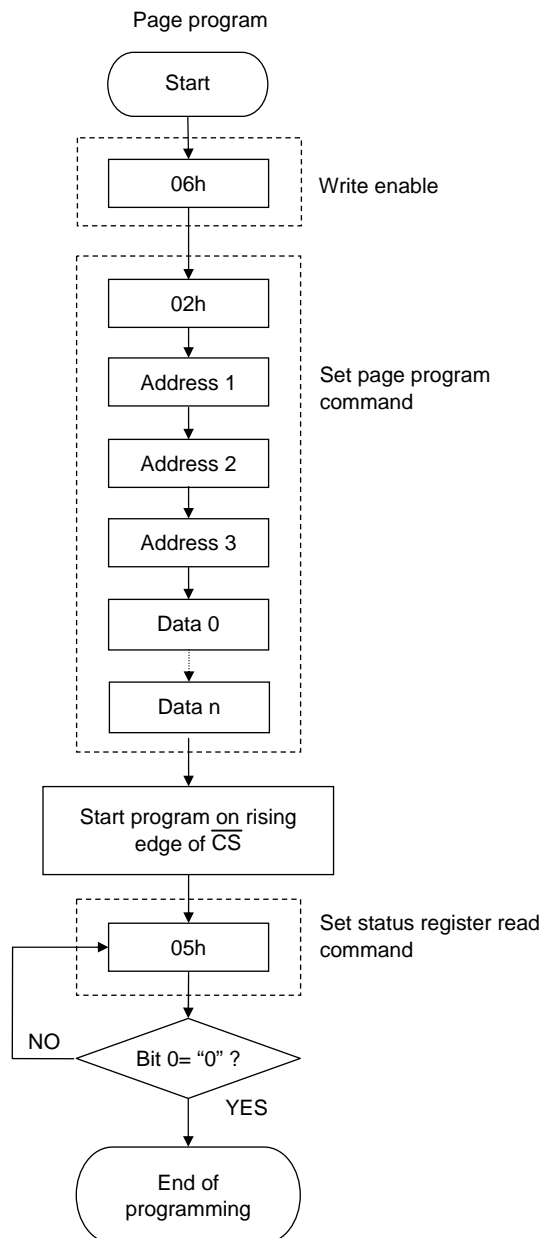 Page program
Start
06h
Write enable
02h
Address 1
Set page program
command
Address 2
Address 3
Data 0
Data n
Start program on rising
edge of C̅S̅
05h
Set status register read
command
NO
Bit 0= “0” ?
YES
End of
programming